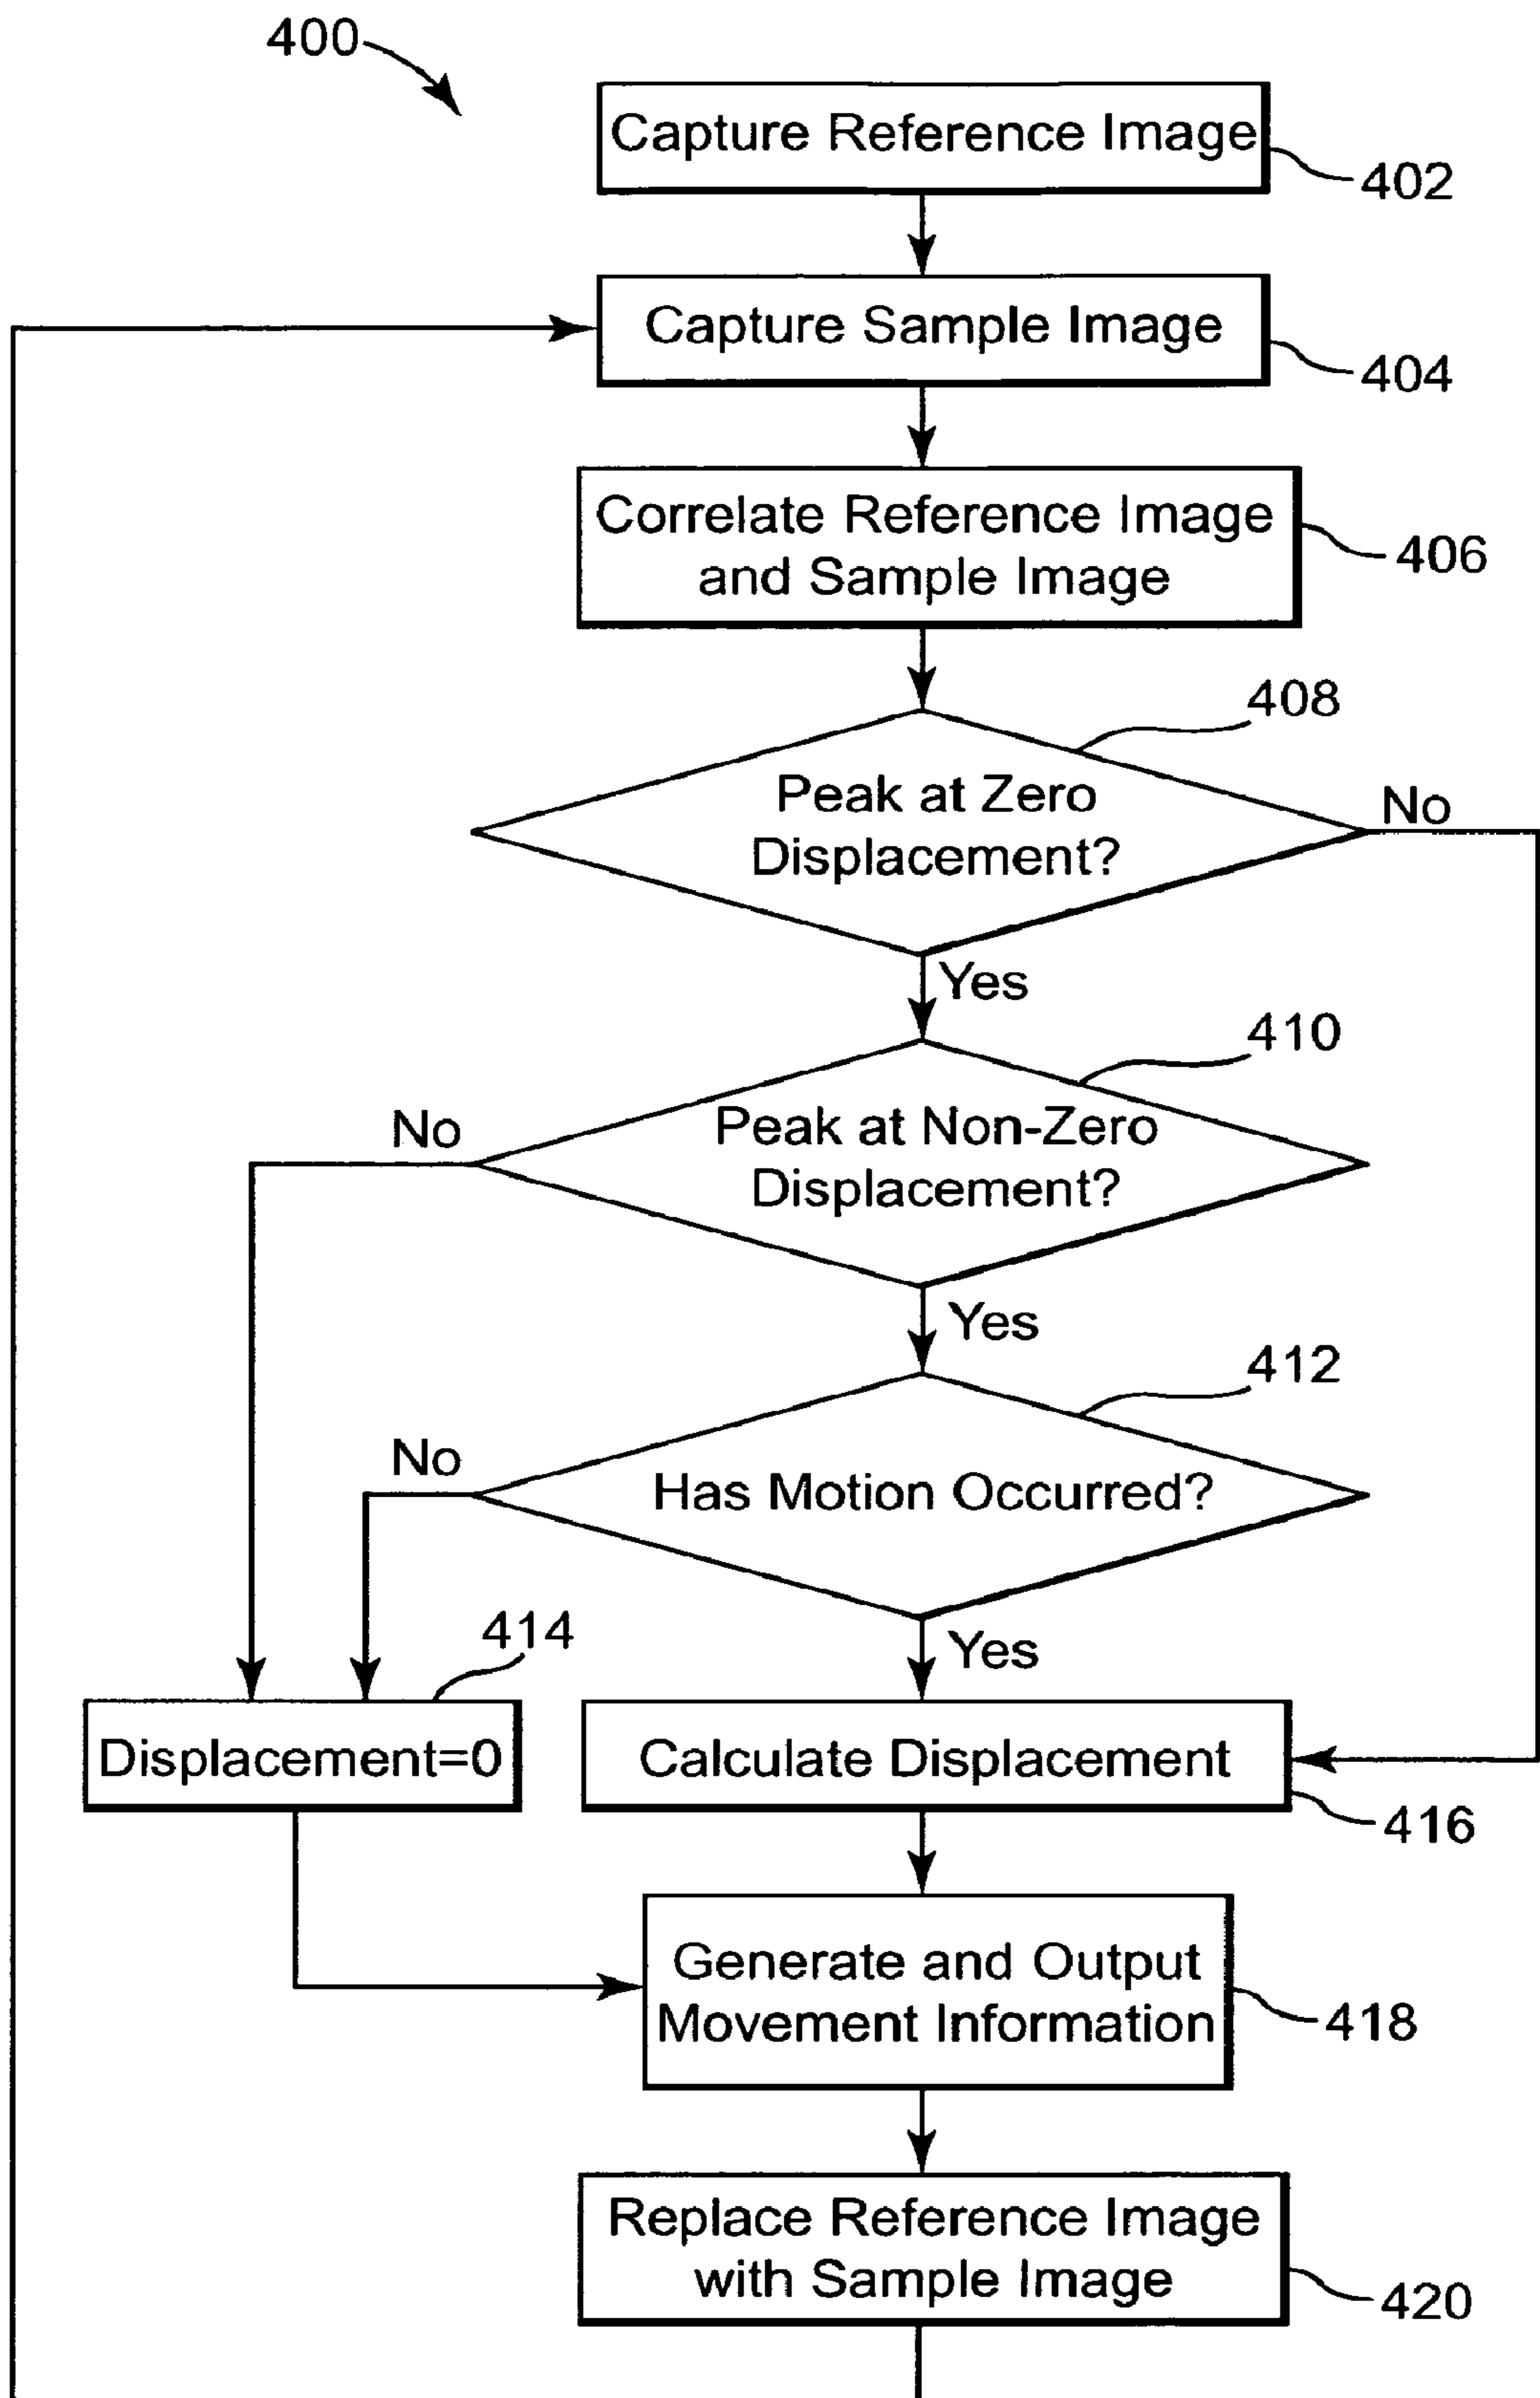 400
Capture Reference Image
402
Capture Sample Image
404
Correlate Reference Image
and Sample Image
406
408
Peak at Zero
Displacement?
No
Yes
410
No
Peak at Non-Zero
Displacement?
Yes
412
No
Has Motion Occurred?
414
Yes
Displacement=0
Calculate Displacement
416
Generate and Output
Movement Information
418
Replace Reference Image
with Sample Image
420